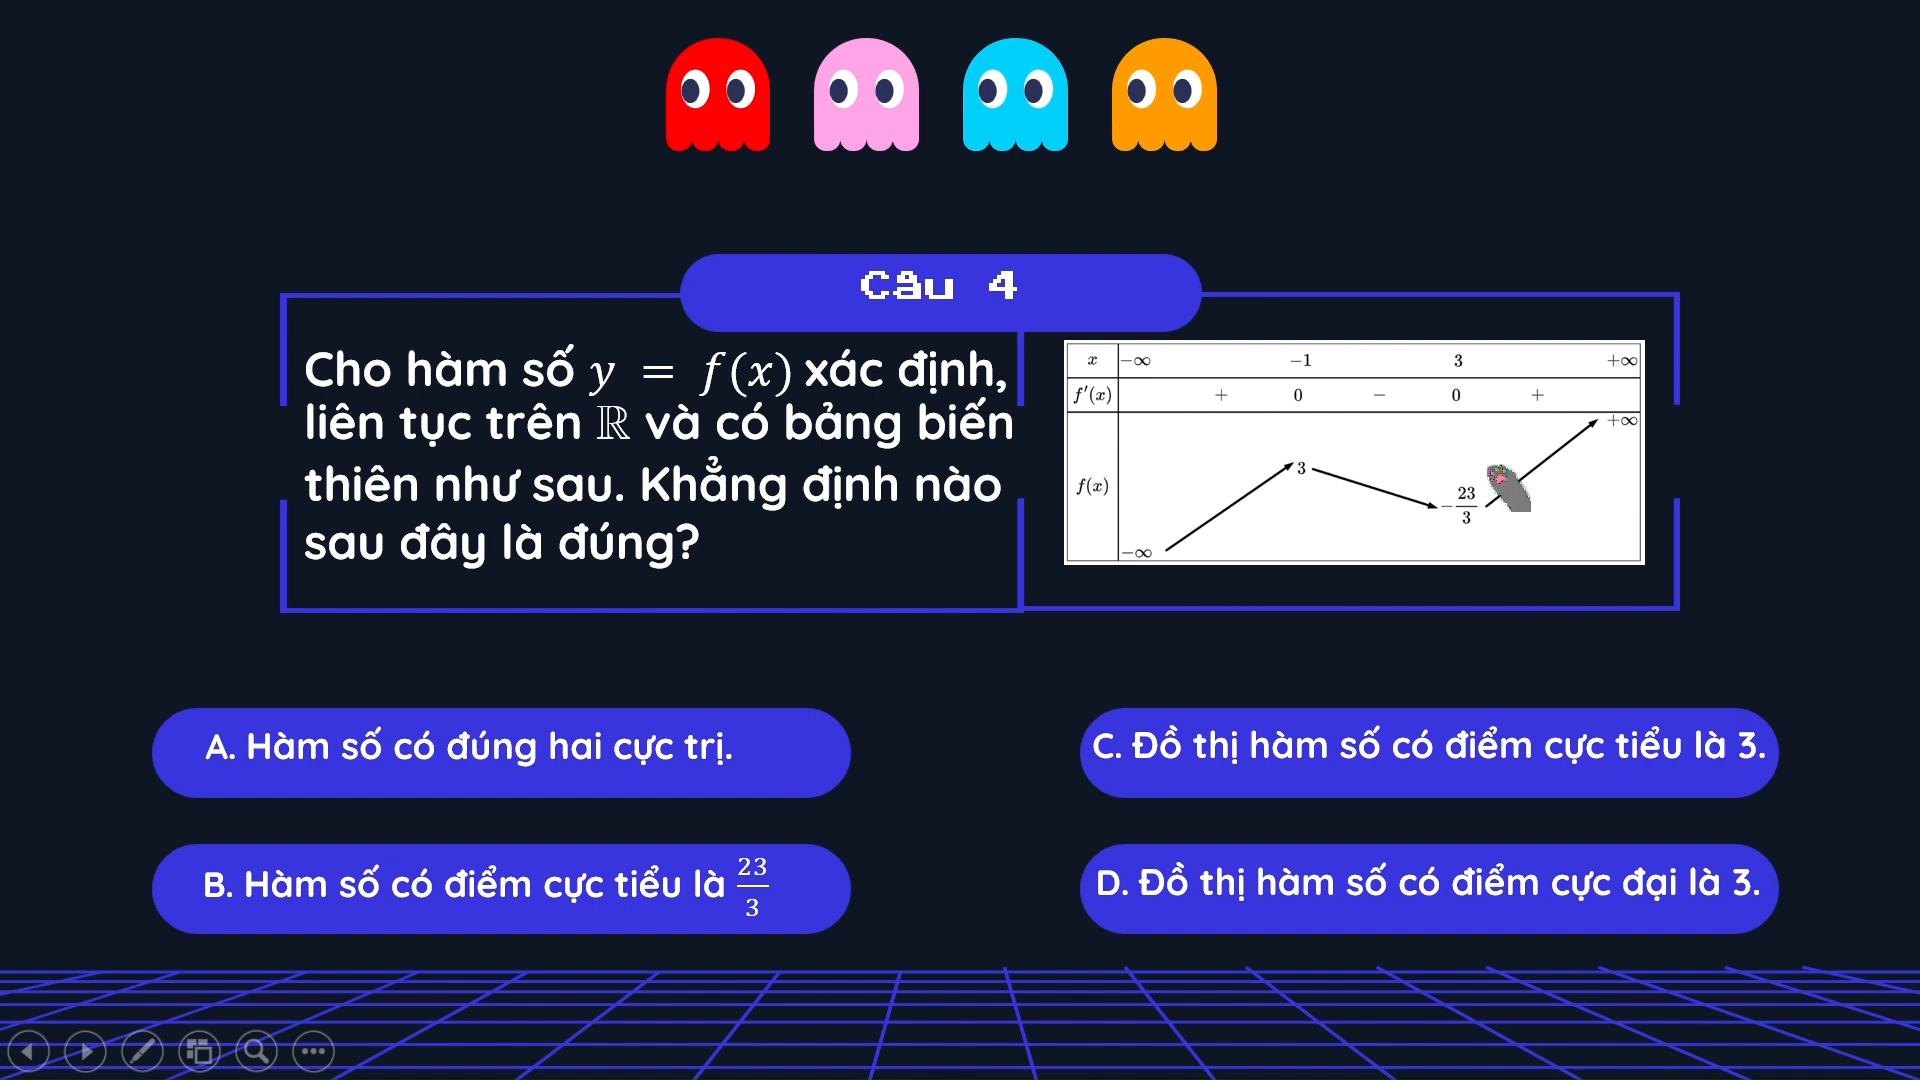 Câu 4
Cho hàm số y = f(x) xác định,
liên tục trên ℝ và có bảng biến
thiên như sau. Khẳng định nào
sau đây là đúng?
x −∞ −1 3 +∞
f′(x) + 0 − 0 +
f(x) −∞ 3 −23/3 +∞
A. Hàm số có đúng hai cực trị.
B. Hàm số có điểm cực tiểu là 23/3
C. Đồ thị hàm số có điểm cực tiểu là 3.
D. Đồ thị hàm số có điểm cực đại là 3.